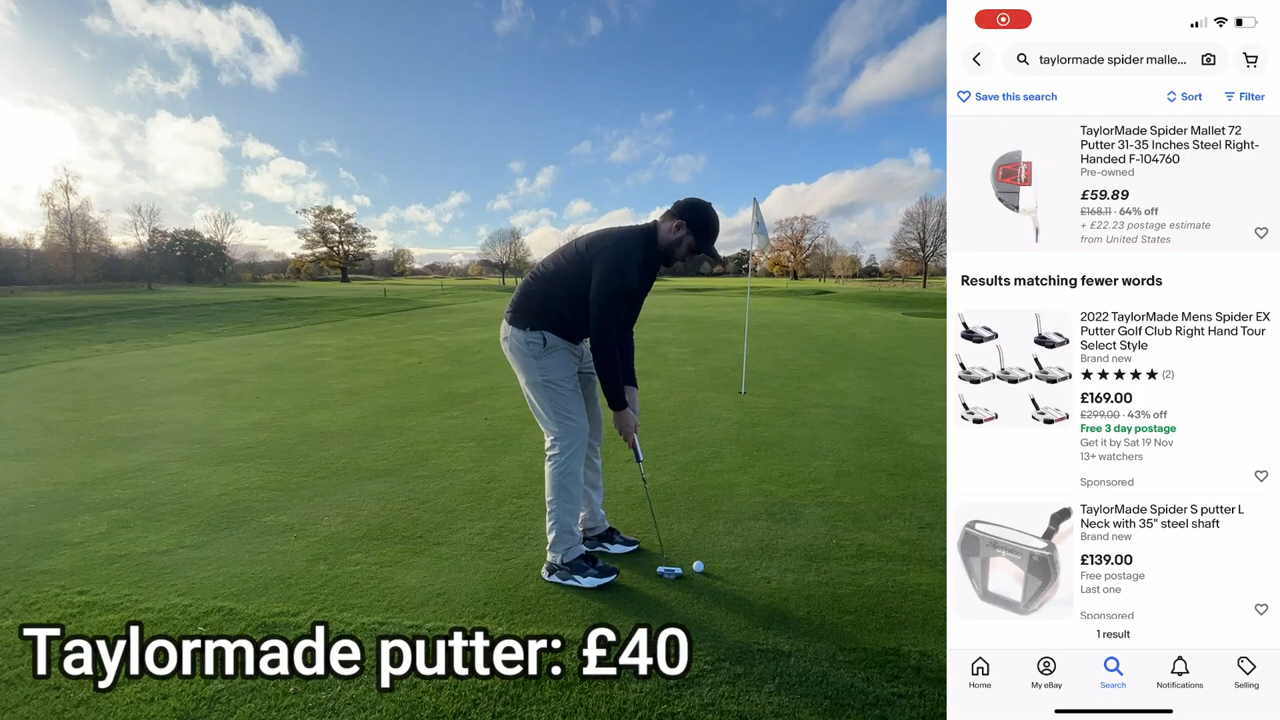 Taylormade putter: £40
taylormade spider malle...
Save this search
Sort
Filter
TaylorMade Spider Mallet 72
Putter 31-35 Inches Steel Right-
Handed F-104760
Pre-owned
£59.89
£168.11 · 64% off
+ £22.23 postage estimate
from United States
Results matching fewer words
2022 TaylorMade Mens Spider EX
Putter Golf Club Right Hand Tour
Select Style
Brand new
(2)
£169.00
£299.00 · 43% off
Free 3 day postage
Get it by Sat 19 Nov
13+ watchers
Sponsored
TaylorMade Spider S putter L
Neck with 35" steel shaft
Brand new
£139.00
Free postage
Last one
Sponsored
1 result
Home
My eBay
Search
Notifications
Selling